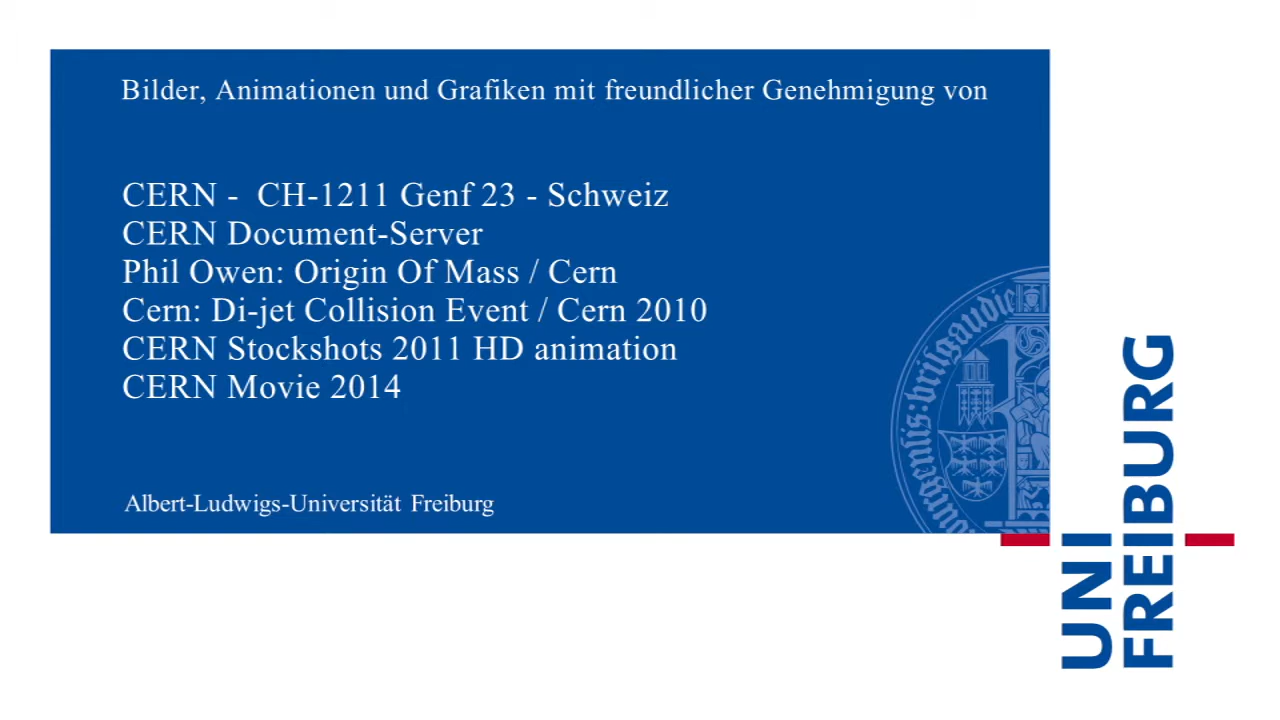 Bilder, Animationen und Grafiken mit freundlicher Genehmigung von
CERN - CH-1211 Genf 23 - Schweiz
CERN Document-Server
Phil Owen: Origin Of Mass / Cern
Cern: Di-jet Collision Event / Cern 2010
CERN Stockshots 2011 HD animation
CERN Movie 2014
Albert-Ludwigs-Universität Freiburg
UNI
FREIBURG